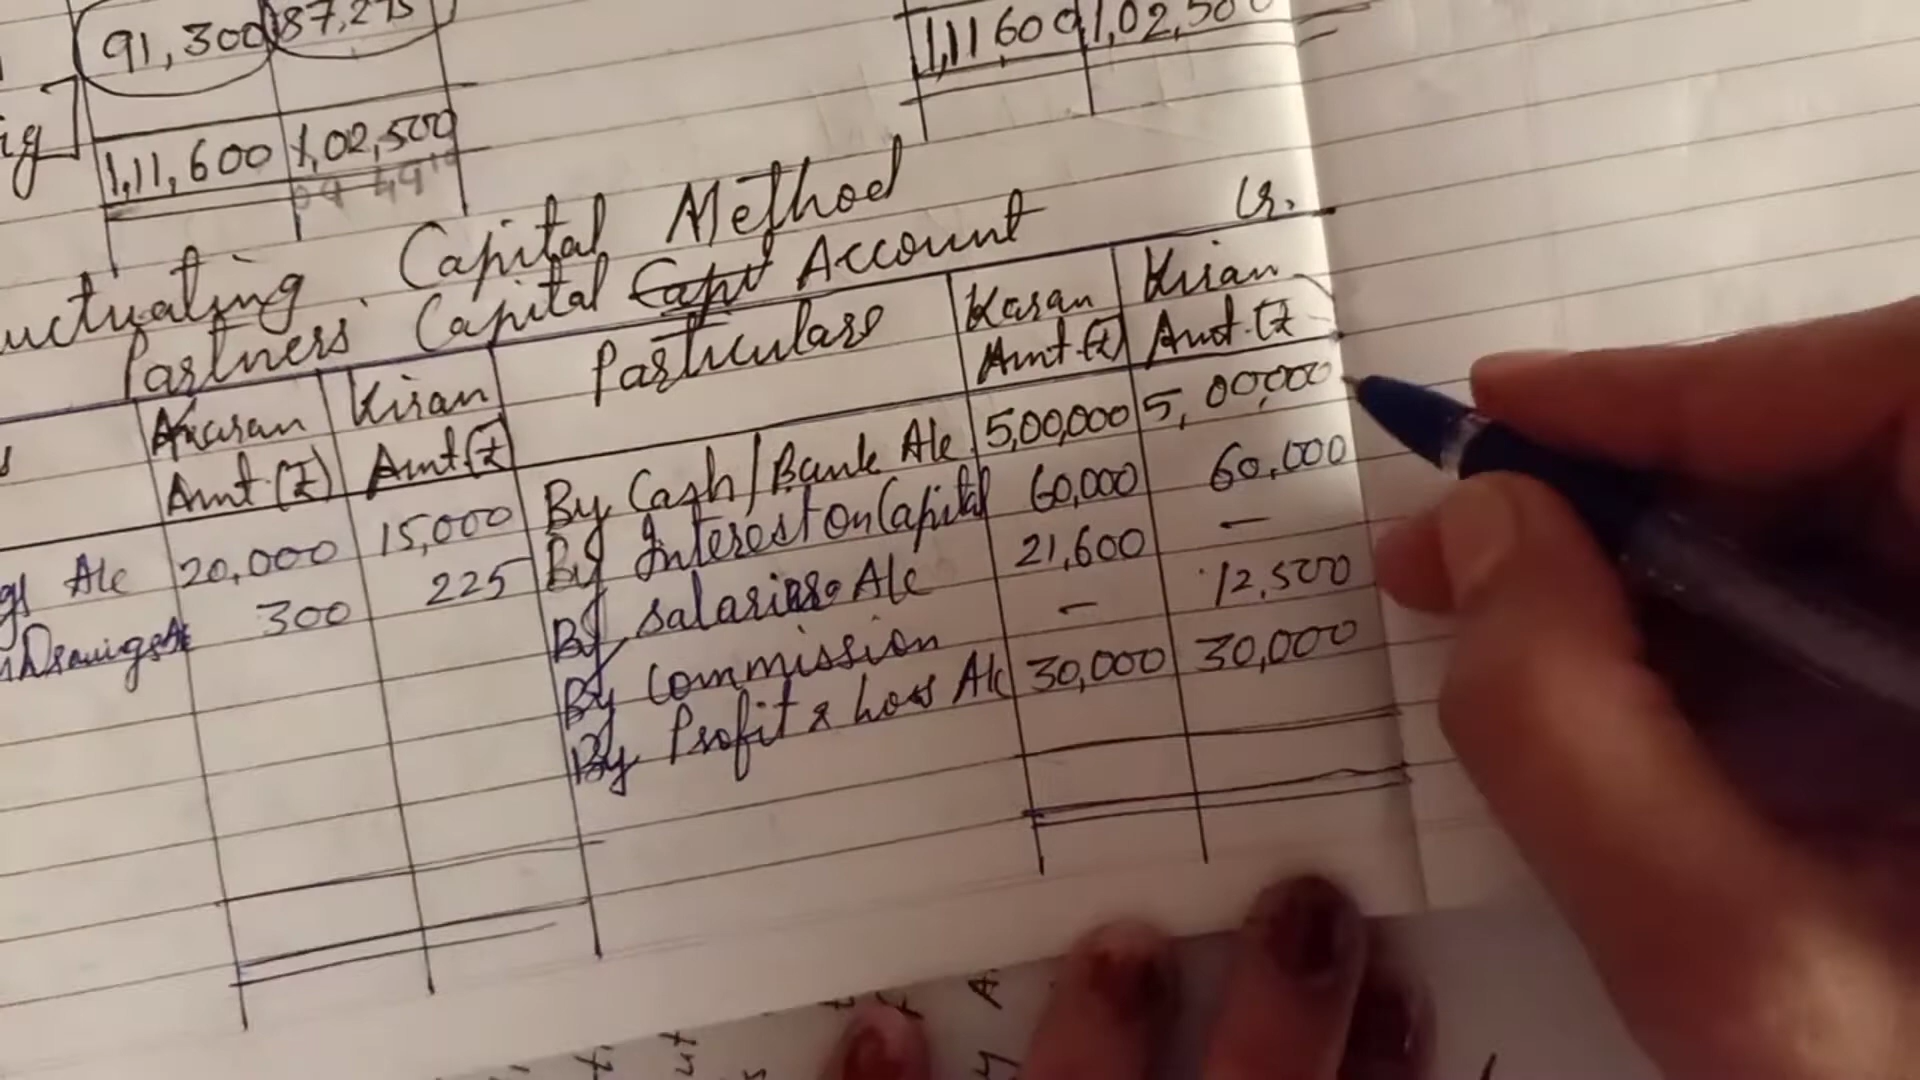 91,300 87,275
1,11,600 1,02,500
1,11,600 1,02,500
uctuating Capital Method
Partners' Capital Account
Cr.
Karan Kiran Particulars Karan Kiran
Amt.(₹) Amt.(₹) Amt.(₹) Amt.(₹
By Cash/Bank A/c 5,00,000 5,00,000
gs A/c 20,000 15,000 By Interest On Capital 60,000 60,000
n Drawings A/c 300 225 By Salaries A/c 21,600 —
By Commission — 12,500
By Profit & Loss A/c 30,000 30,000